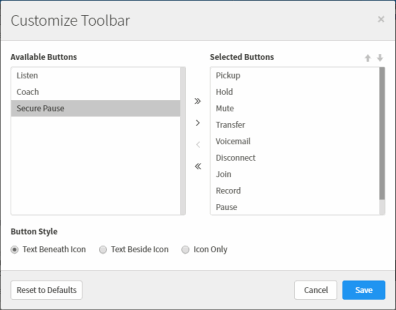 Customize Toolbar ×
Available Buttons
Listen
Coach
Secure Pause
»
>
<
«
Selected Buttons
Pickup
Hold
Mute
Transfer
Voicemail
Disconnect
Join
Record
Pause
Button Style
Text Beneath Icon Text Beside Icon Icon Only
Reset to Defaults Cancel Save